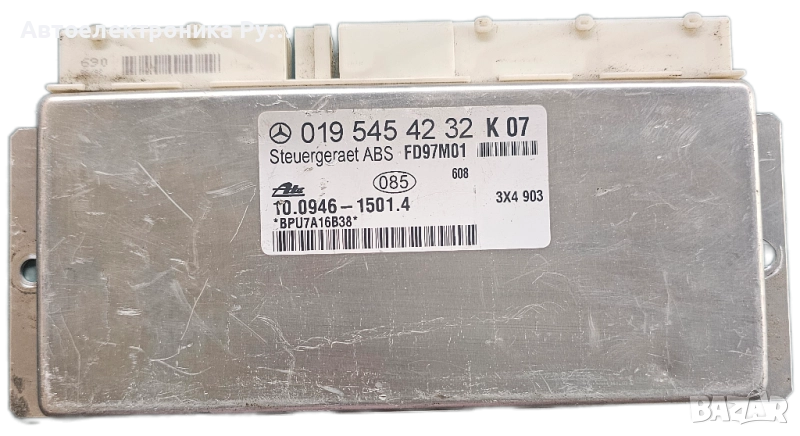 Автоелектроника Ру...
690
019 545 42 32 K 07
Steuergeraet ABS FD97M01
608
Ate 085
10.0946-1501.4 3X4 903
*BPU7A16B38*
BAZAR